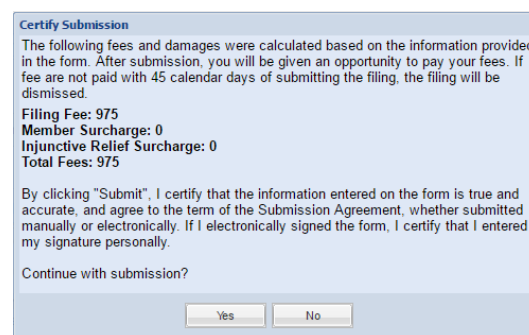 Certify Submission
The following fees and damages were calculated based on the information provided
in the form. After submission, you will be given an opportunity to pay your fees. If
fee are not paid with 45 calendar days of submitting the filing, the filing will be
dismissed.
Filing Fee: 975
Member Surcharge: 0
Injunctive Relief Surcharge: 0
Total Fees: 975
By clicking "Submit", I certify that the information entered on the form is true and
accurate, and agree to the term of the Submission Agreement, whether submitted
manually or electronically. If I electronically signed the form, I certify that I entered
my signature personally.
Continue with submission?
Yes No